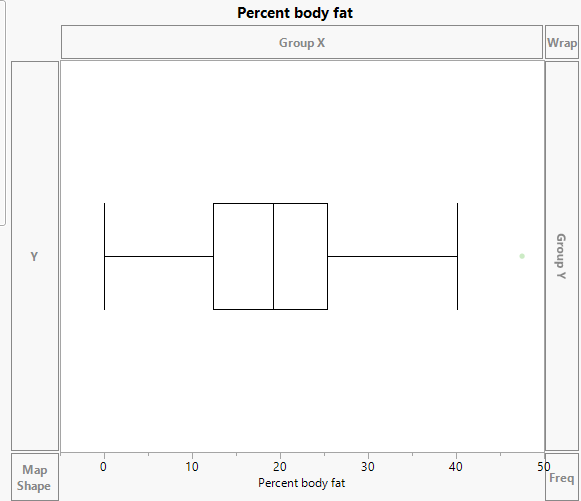 Percent body fat
Group X
Wrap
Y
Group Y
Map
Shape
0 10 20 30 40 50
Percent body fat
Freq